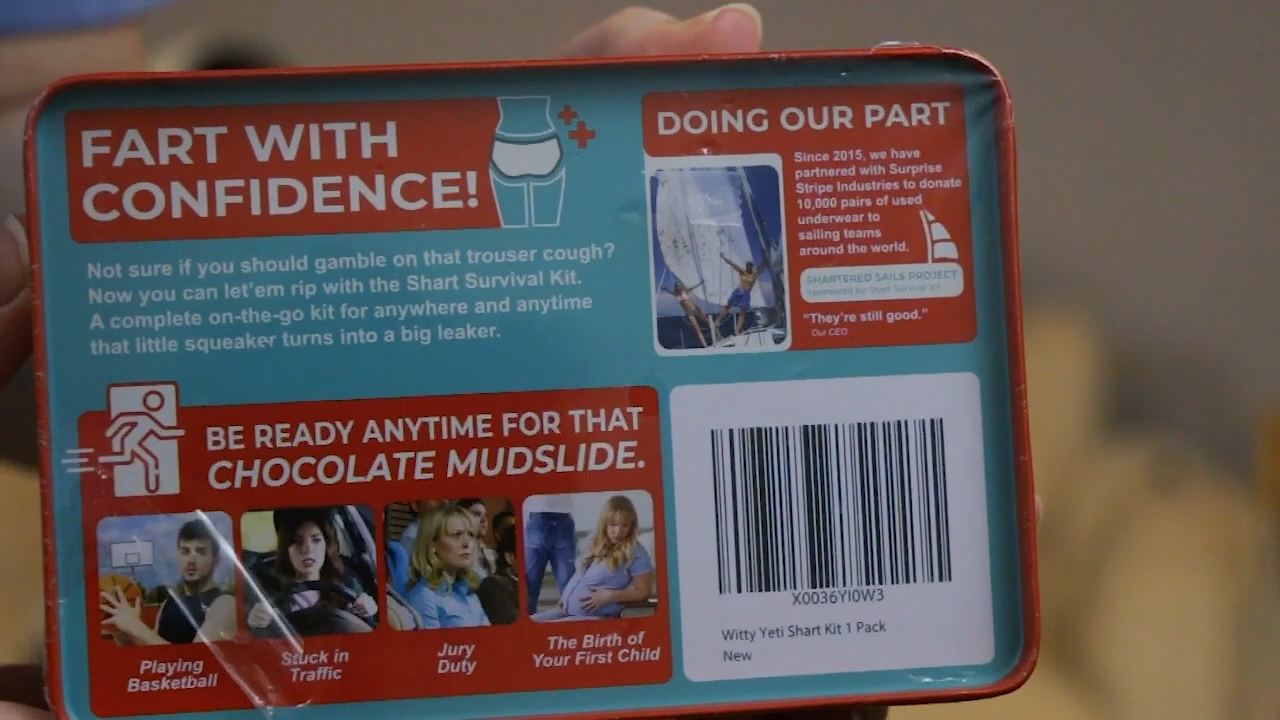 FART WITH
CONFIDENCE!
Not sure if you should gamble on that trouser cough?
Now you can let'em rip with the Shart Survival Kit.
A complete on-the-go kit for anywhere and anytime
that little squeaker turns into a big leaker.
DOING OUR PART
Since 2015, we have
partnered with Surprise
Stripe Industries to donate
10,000 pairs of used
underwear to
sailing teams
around the world.
SHARTERED SAILS PROJECT
Sponsored by Shart Survival Kit
"They're still good."
Our CEO
BE READY ANYTIME FOR THAT
CHOCOLATE MUDSLIDE.
Playing
Basketball
Stuck in
Traffic
Jury
Duty
The Birth of
Your First Child
X0036YI0W3
Witty Yeti Shart Kit 1 Pack
New